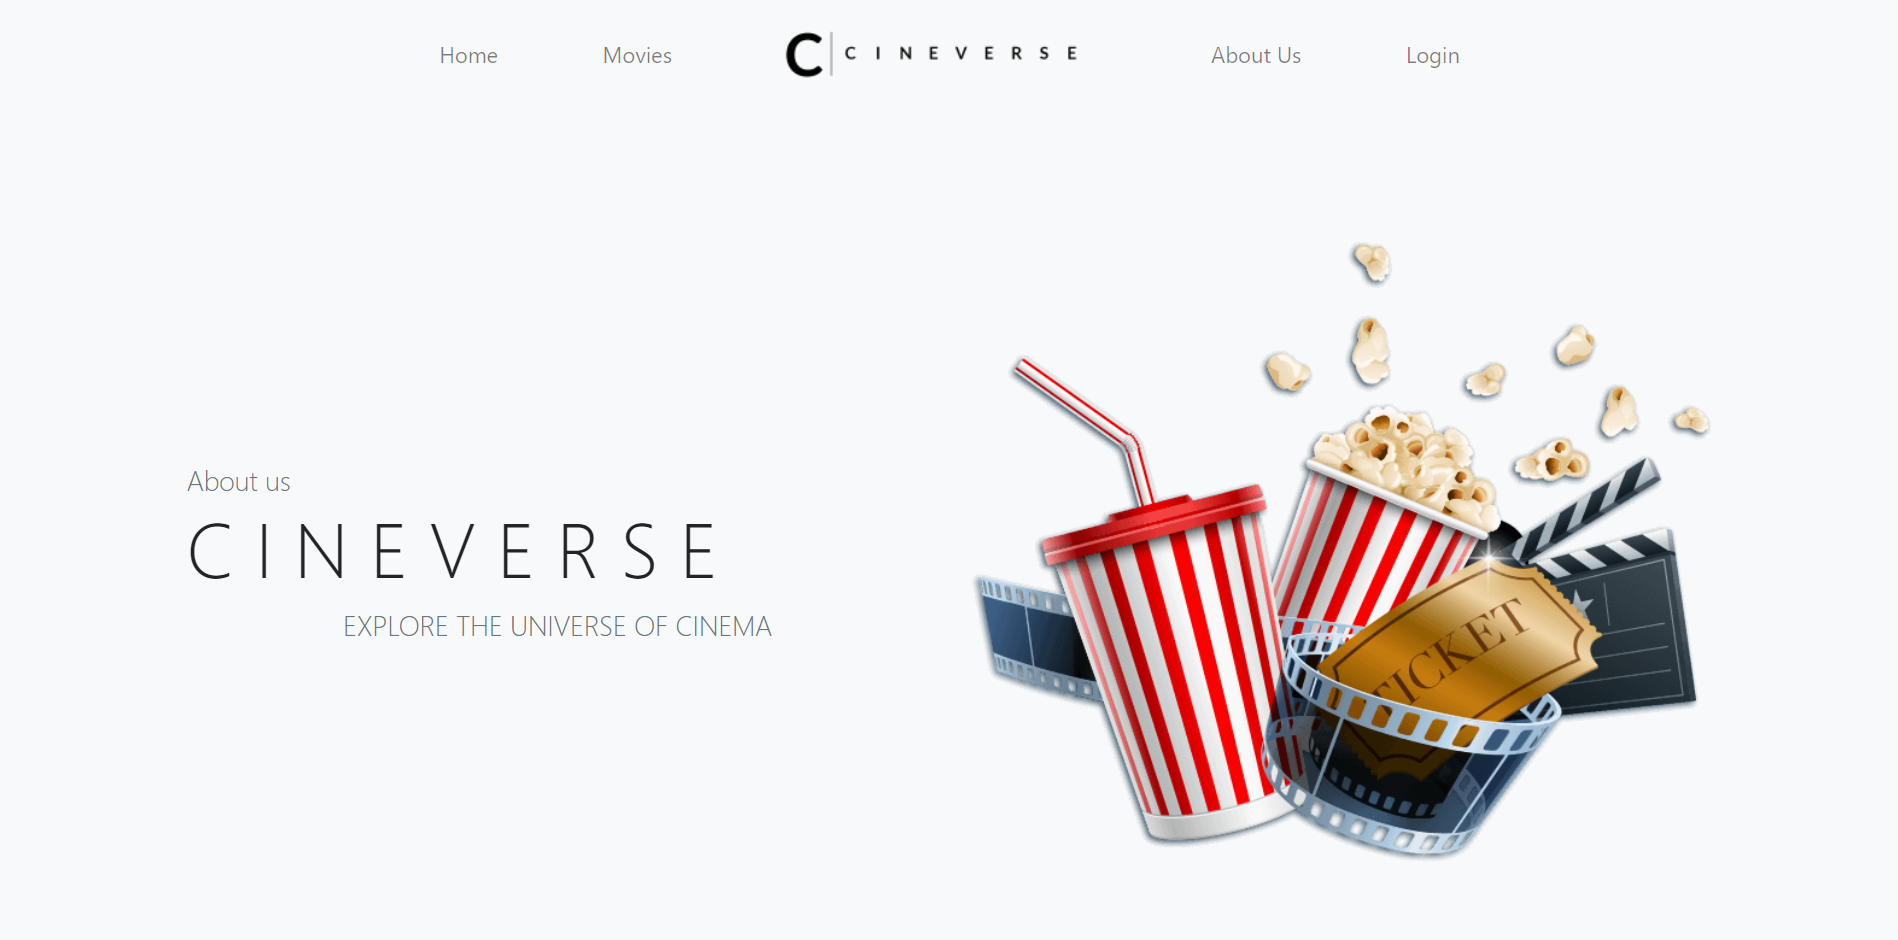 Home Movies C CINEVERSE About Us Login
About us
CINEVERSE
EXPLORE THE UNIVERSE OF CINEMA
TICKET